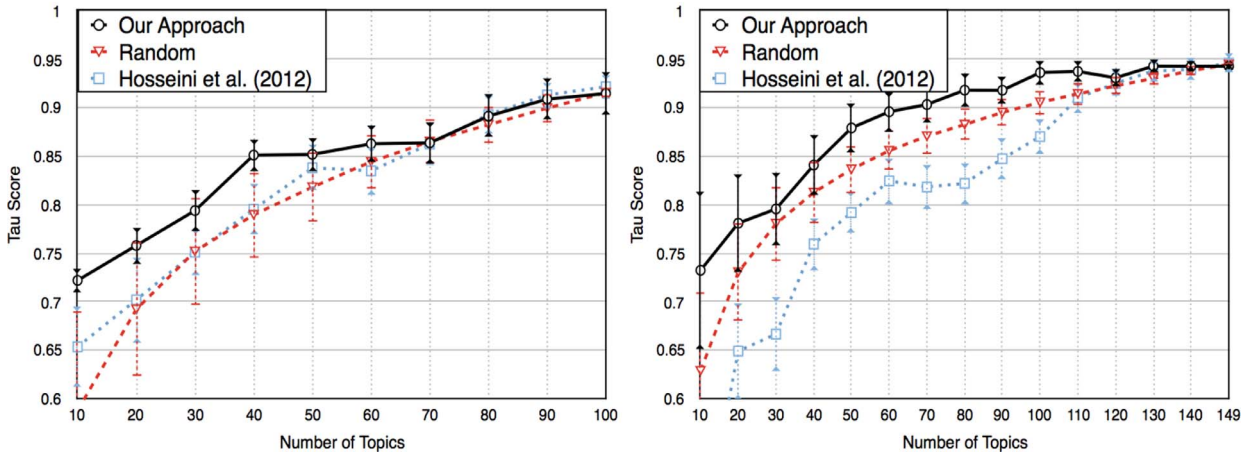 1
0.95
0.9
0.85
0.8
0.75
0.7
0.65
0.6
Tau Score
Our Approach
Random
Hosseini et al. (2012)
10 20 30 40 50 60 70 80 90 100
Number of Topics
1
0.95
0.9
0.85
0.8
0.75
0.7
0.65
0.6
Tau Score
Our Approach
Random
Hosseini et al. (2012)
10 20 30 40 50 60 70 80 90 100 110 120 130 140 149
Number of Topics